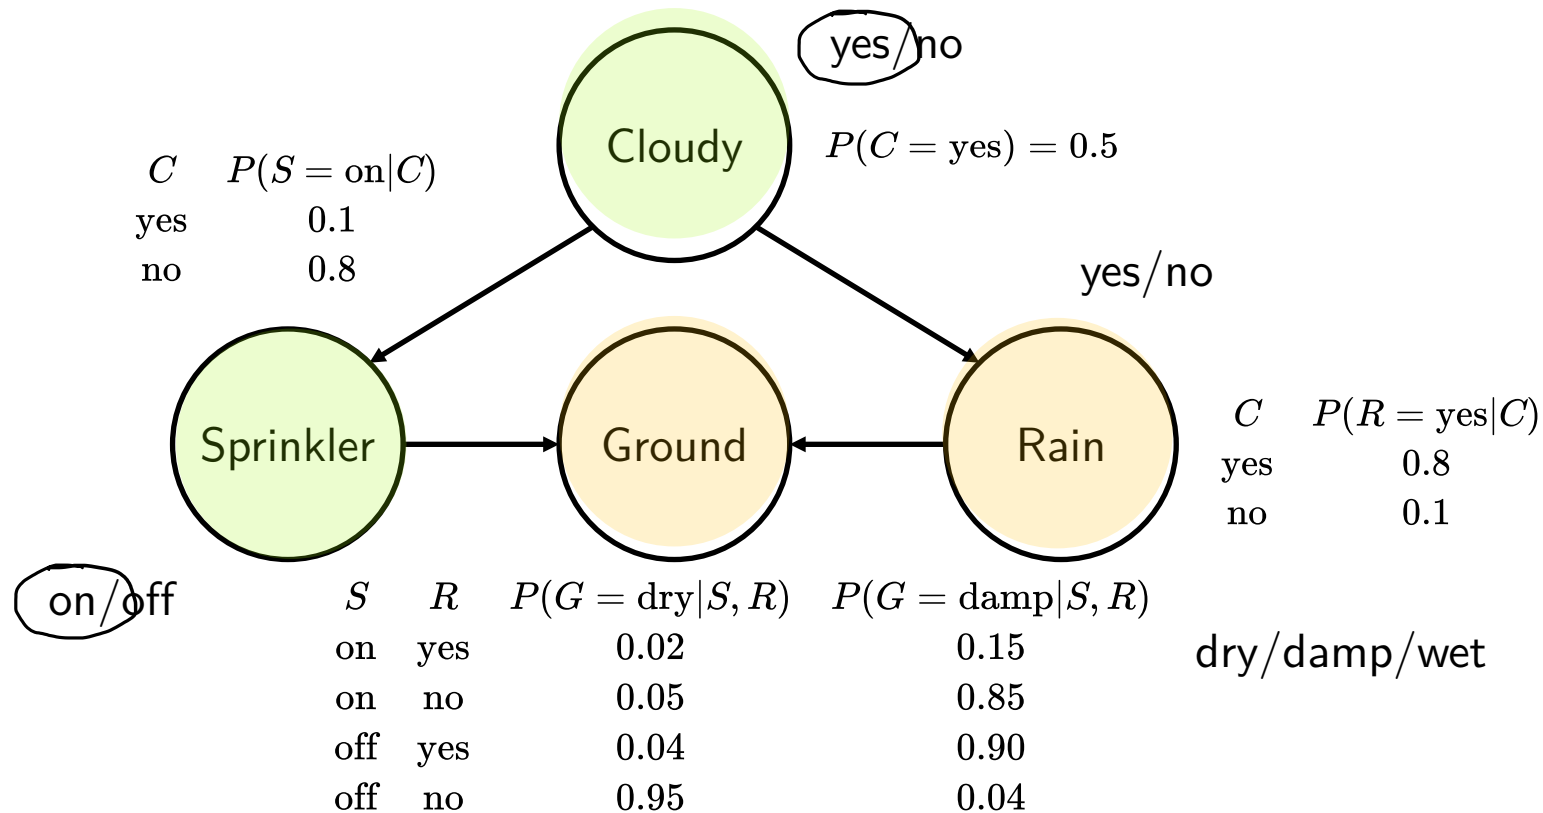 yes/no
Cloudy
P(C = yes) = 0.5
C P(S = on|C)
yes 0.1
no 0.8
yes/no
Sprinkler
Ground
Rain
C P(R = yes|C)
yes 0.8
no 0.1
on/off
S R P(G = dry|S, R) P(G = damp|S, R)
on yes 0.02 0.15
on no 0.05 0.85
off yes 0.04 0.90
off no 0.95 0.04
dry/damp/wet